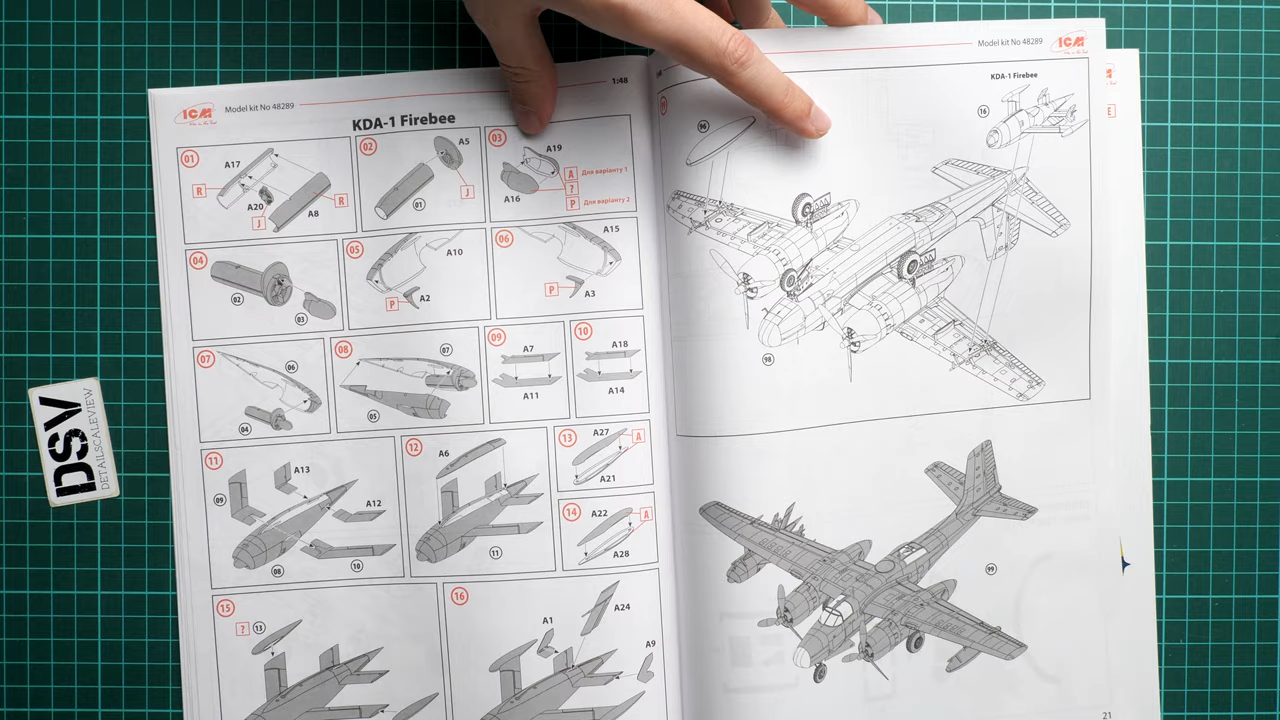 ICM
Model kit No 48289
1:48
KDA-1 Firebee
01
A17
R
A20
J
A8
R
02
A5
J
01
03
A19
A16
A Для варіанту 1
?
P Для варіанту 2
04
02
03
05
A10
P
A2
06
A15
P
A3
07
06
04
08
07
05
09
A7
A11
10
A18
A14
11
09
A13
A12
08
10
12
A6
11
13
A27
A
A21
14
A22
A
A28
15
?
13
16
A1
A24
A9
Model kit No 48289
ICM
KDA-1 Firebee
96
16
98
99
21
E
DSV
DETAILSCALEVIEW